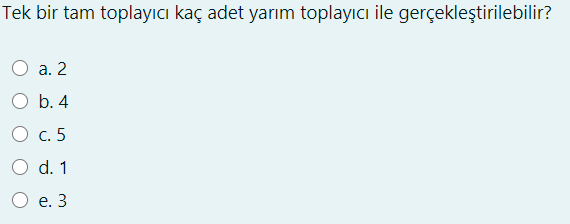 Tek bir tam toplayıcı kaç adet yarım toplayıcı ile gerçekleştirilebilir?
a. 2
b. 4
c. 5
d. 1
e. 3